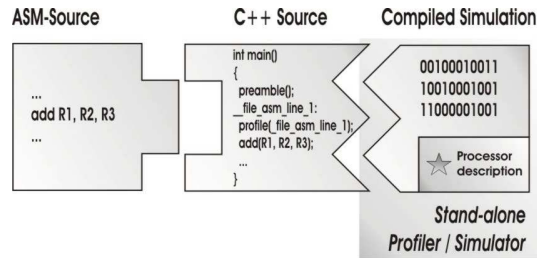 ASM-Source
...
add R1, R2, R3
...
C++ Source
int main()
{
preamble();
__file_asm_line_1:
profile(_file_asm_line_1);
add(R1, R2, R3);
...
}
Compiled Simulation
00100010011
10010001001
11000001001
Processor
description
Stand-alone
Profiler / Simulator